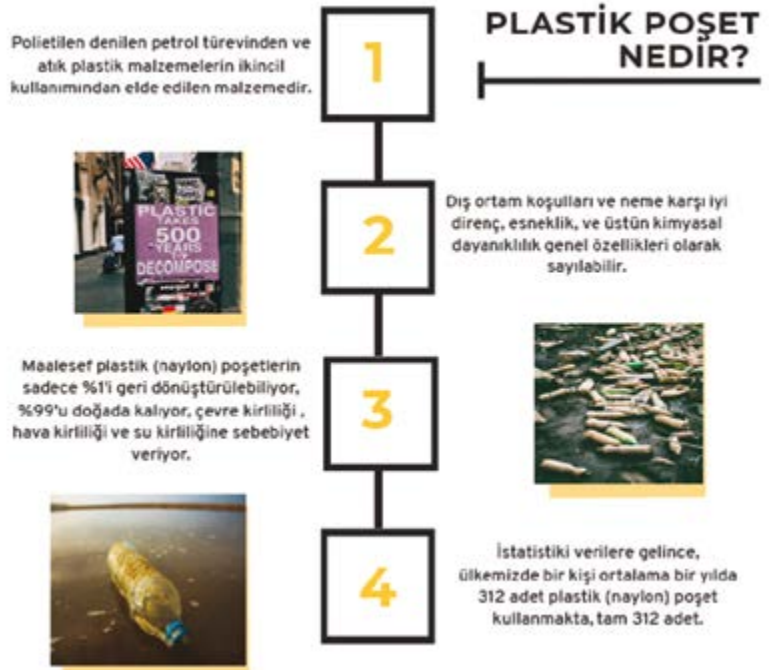 PLASTİK POŞET
NEDİR?
1
Polietilen denilen petrol türevinden ve
atık plastik malzemelerin ikincil
kullanımından elde edilen malzemedir.
PLASTIC
TAKES
500
YEARS
TO
DECOMPOSE
2
Dış ortam koşulları ve neme karşı iyi
direnç, esneklik, ve üstün kimyasal
dayanıklılık genel özellikleri olarak
sayılabilir.
3
Maalesef plastik (naylon) poşetlerin
sadece %1'i geri dönüştürülebiliyor,
%99'u doğada kalıyor, çevre kirliliği ,
hava kirliliği ve su kirliliğine sebebiyet
veriyor.
4
İstatistiki verilere gelince,
ülkemizde bir kişi ortalama bir yılda
312 adet plastik (naylon) poşet
kullanmakta, tam 312 adet.